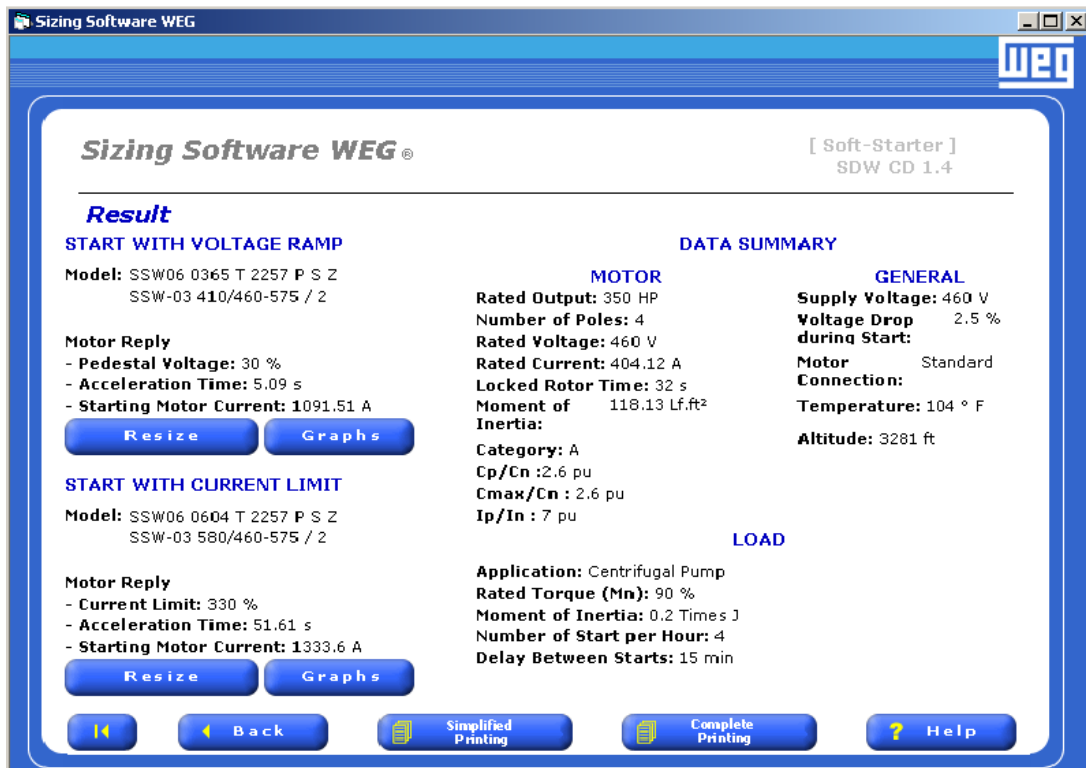 Sizing Software WEG
WEG
Sizing Software WEG ®
[ Soft-Starter ]
SDW CD 1.4
Result
START WITH VOLTAGE RAMP
Model: SSW06 0365 T 2257 P S Z
SSW-03 410/460-575 / 2
Motor Reply
- Pedestal Voltage: 30 %
- Acceleration Time: 5.09 s
- Starting Motor Current: 1091.51 A
Resize
Graphs
START WITH CURRENT LIMIT
Model: SSW06 0604 T 2257 P S Z
SSW-03 580/460-575 / 2
Motor Reply
- Current Limit: 330 %
- Acceleration Time: 51.61 s
- Starting Motor Current: 1333.6 A
Resize
Graphs
DATA SUMMARY
MOTOR
Rated Output: 350 HP
Number of Poles: 4
Rated Voltage: 460 V
Rated Current: 404.12 A
Locked Rotor Time: 32 s
Moment of 118.13 Lf.ft²
Inertia:
Category: A
Cp/Cn :2.6 pu
Cmax/Cn : 2.6 pu
Ip/In : 7 pu
GENERAL
Supply Voltage: 460 V
Voltage Drop 2.5 %
during Start:
Motor Standard
Connection:
Temperature: 104 ° F
Altitude: 3281 ft
LOAD
Application: Centrifugal Pump
Rated Torque (Mn): 90 %
Moment of Inertia: 0.2 Times J
Number of Start per Hour: 4
Delay Between Starts: 15 min
Back
Simplified
Printing
Complete
Printing
? Help